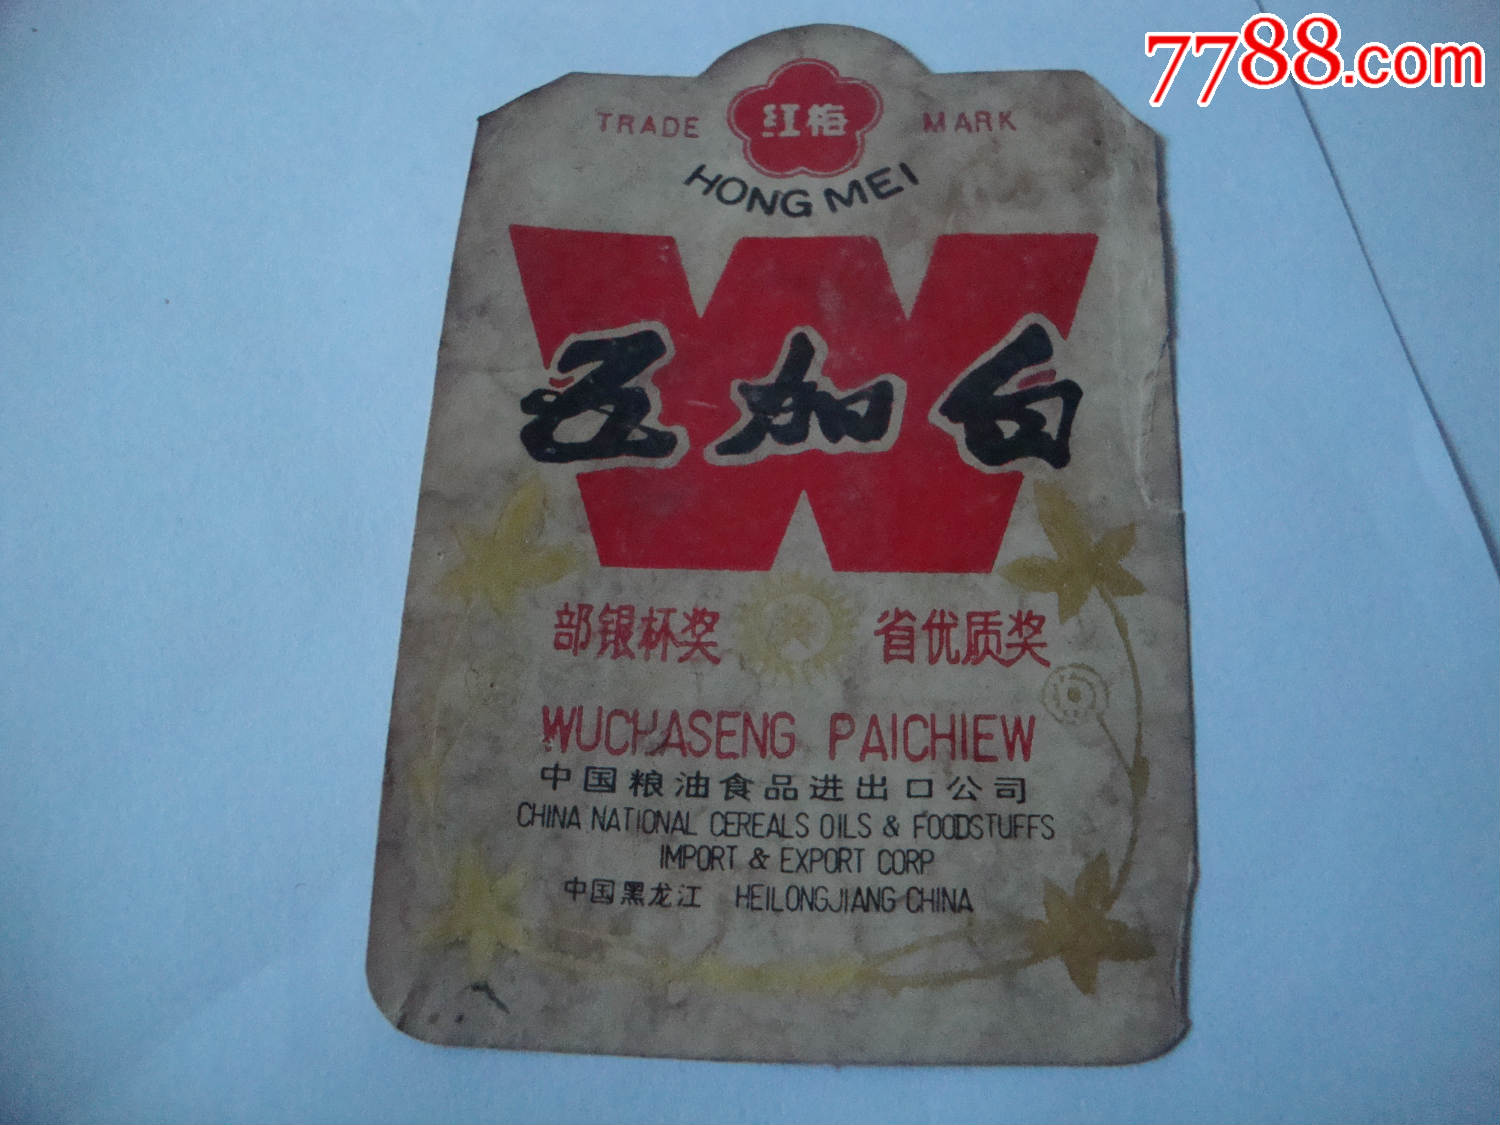 7788.com
TRADE 红梅 MARK
HONG MEI
W
五加白
部银杯奖 省优质奖
WUCHASENG PAICHIEW
中国粮油食品进出口公司
CHINA NATIONAL CEREALS OILS & FOODSTUFFS
IMPORT & EXPORT CORP
中国黑龙江 HEILONGJIANG CHINA